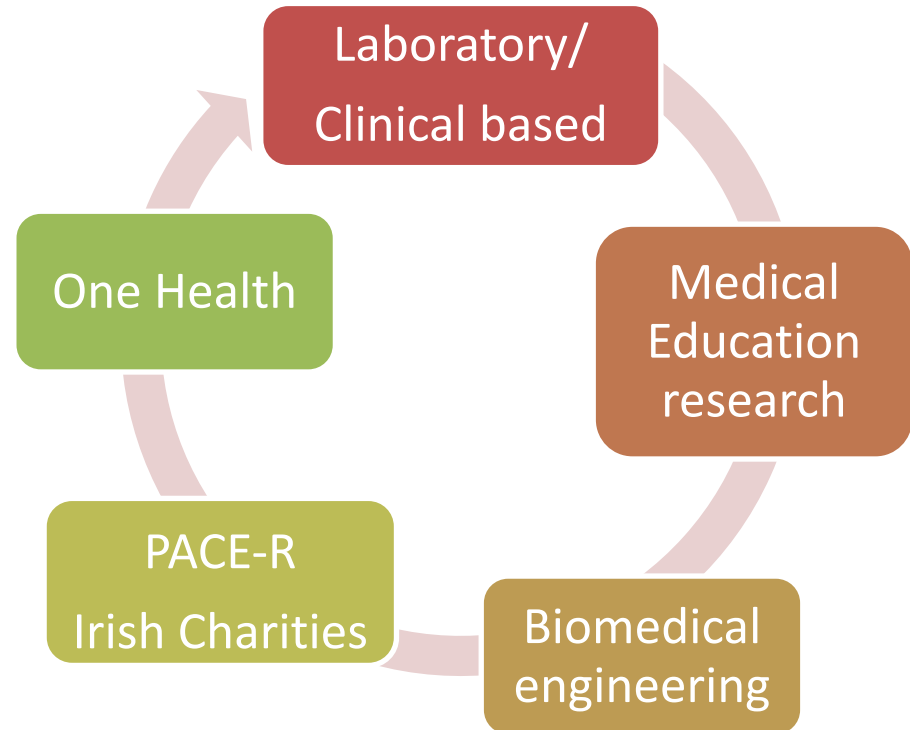 Laboratory/
Clinical based
Medical
Education
research
Biomedical
engineering
PACE-R
Irish Charities
One Health